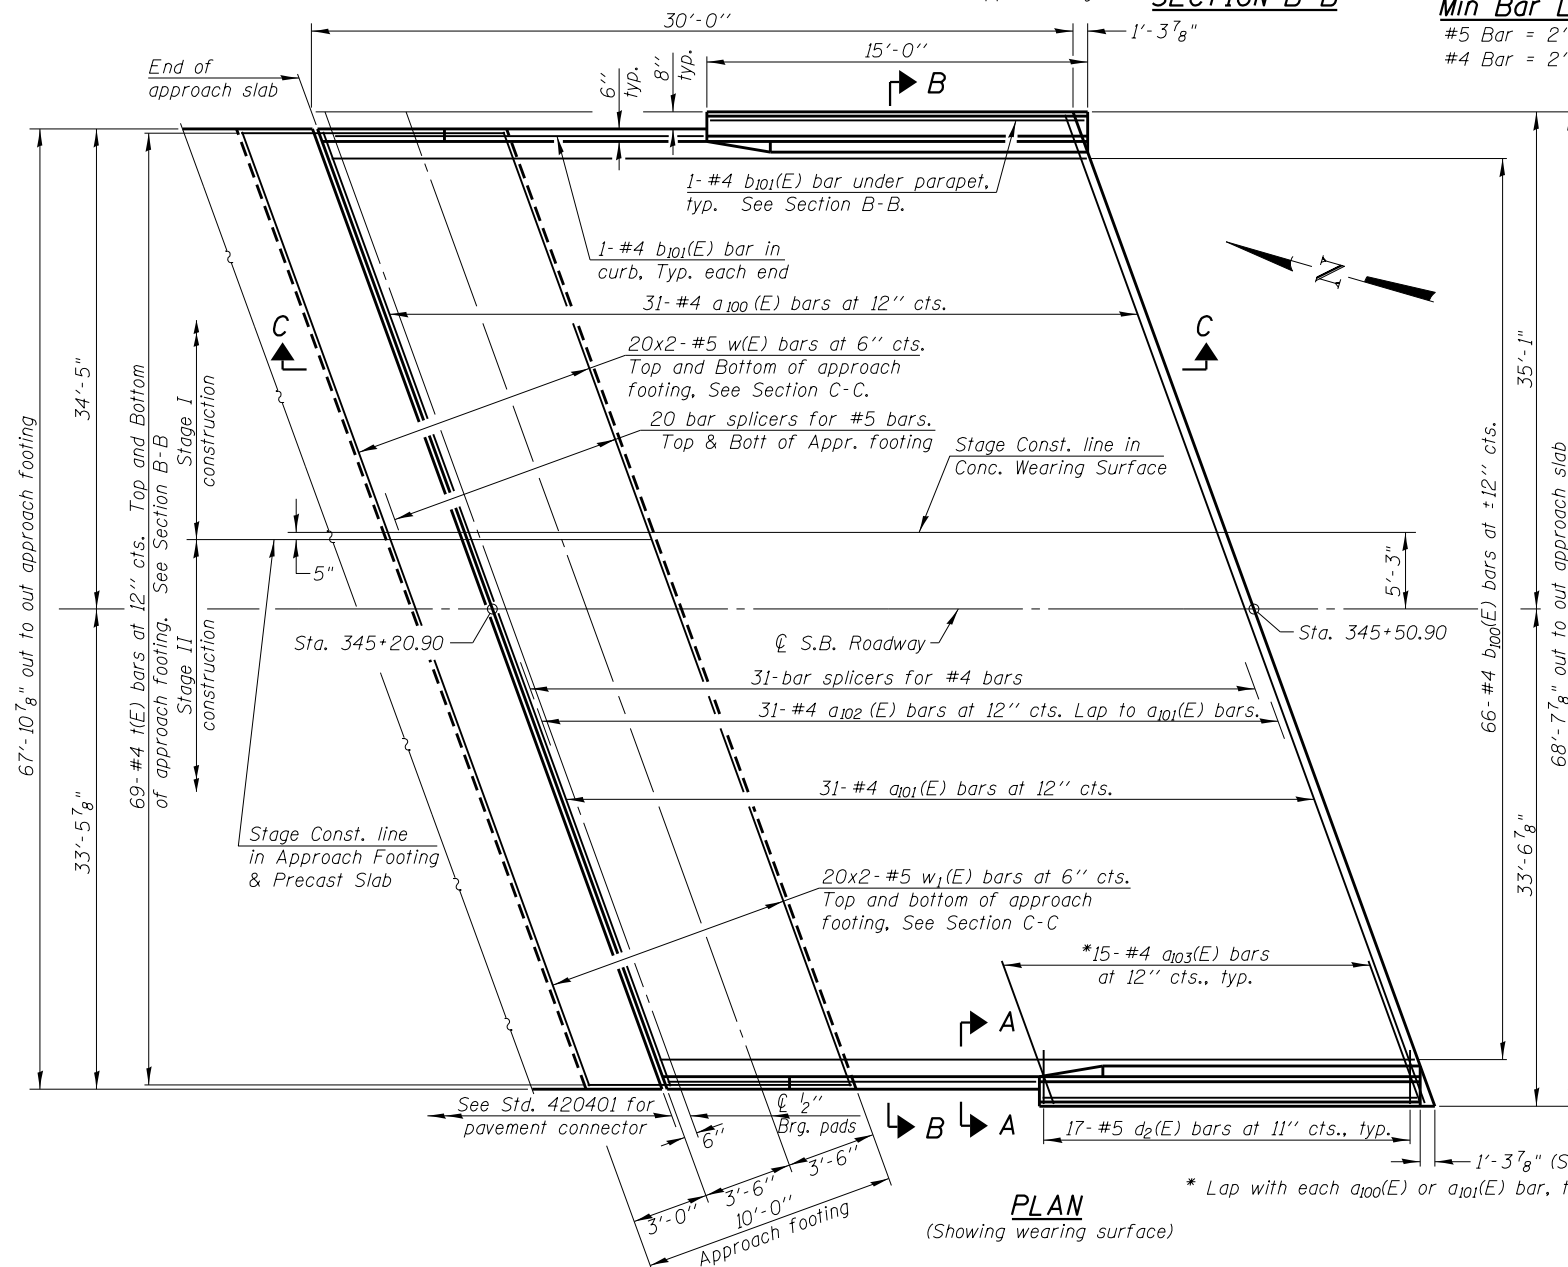 SECTION B-B
Min Bar L
#5 Bar = 2'
#4 Bar = 2'
30'-0"
1'-3 7/8"
15'-0"
6" typ.
8" typ.
B
End of
approach slab
1-#4 b101(E) bar under parapet,
typ. See Section B-B.
1-#4 b101(E) bar in
curb, Typ. each end
N
31-#4 a100(E) bars at 12" cts.
C
C
20x2-#5 w(E) bars at 6" cts.
Top and Bottom of approach
footing, See Section C-C.
20 bar splicers for #5 bars.
Top & Bott of Appr. footing
Stage Const. line in
Conc. Wearing Surface
67'-10 7/8" out to out approach footing
34'-5"
33'-5 7/8"
69-#4 t(E) bars at 12" cts. Top and Bottom
of approach footing. See Section B-B
Stage I
construction
Stage II
construction
5"
5'-3"
Sta. 345+20.90
℄ S.B. Roadway
Sta. 345+50.90
31-bar splicers for #4 bars
31-#4 a102(E) bars at 12" cts. Lap to a101(E) bars.
31-#4 a101(E) bars at 12" cts.
66-#4 b100(E) bars at ±12" cts.
35'-1"
33'-6 7/8"
68'-7 7/8" out to out approach slab
Stage Const. line
in Approach Footing
& Precast Slab
20x2-#5 w1(E) bars at 6" cts.
Top and bottom of approach
footing, See Section C-C
*15-#4 a103(E) bars
at 12" cts., typ.
A
See Std. 420401 for
pavement connector
℄ 1/2"
Brg. pads
B
A
17-#5 d2(E) bars at 11" cts., typ.
6"
3'-0"
3'-6"
3'-6"
10'-0"
Approach footing
1'-3 7/8" (S
* Lap with each a100(E) or a101(E) bar, t
PLAN
(Showing wearing surface)